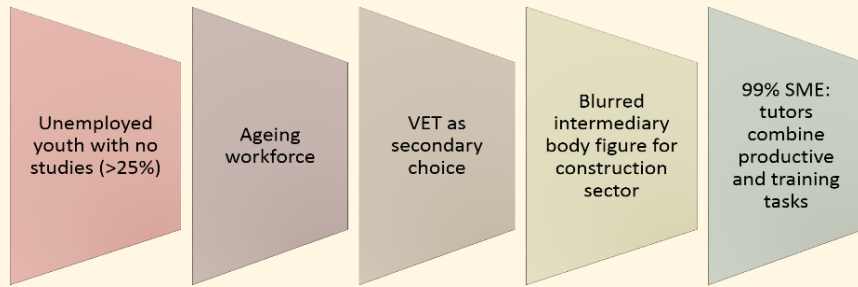 Unemployed
youth with no
studies (>25%)
Ageing
workforce
VET as
secondary
choice
Blurred
intermediary
body figure for
construction
sector
99% SME:
tutors
combine
productive
and training
tasks